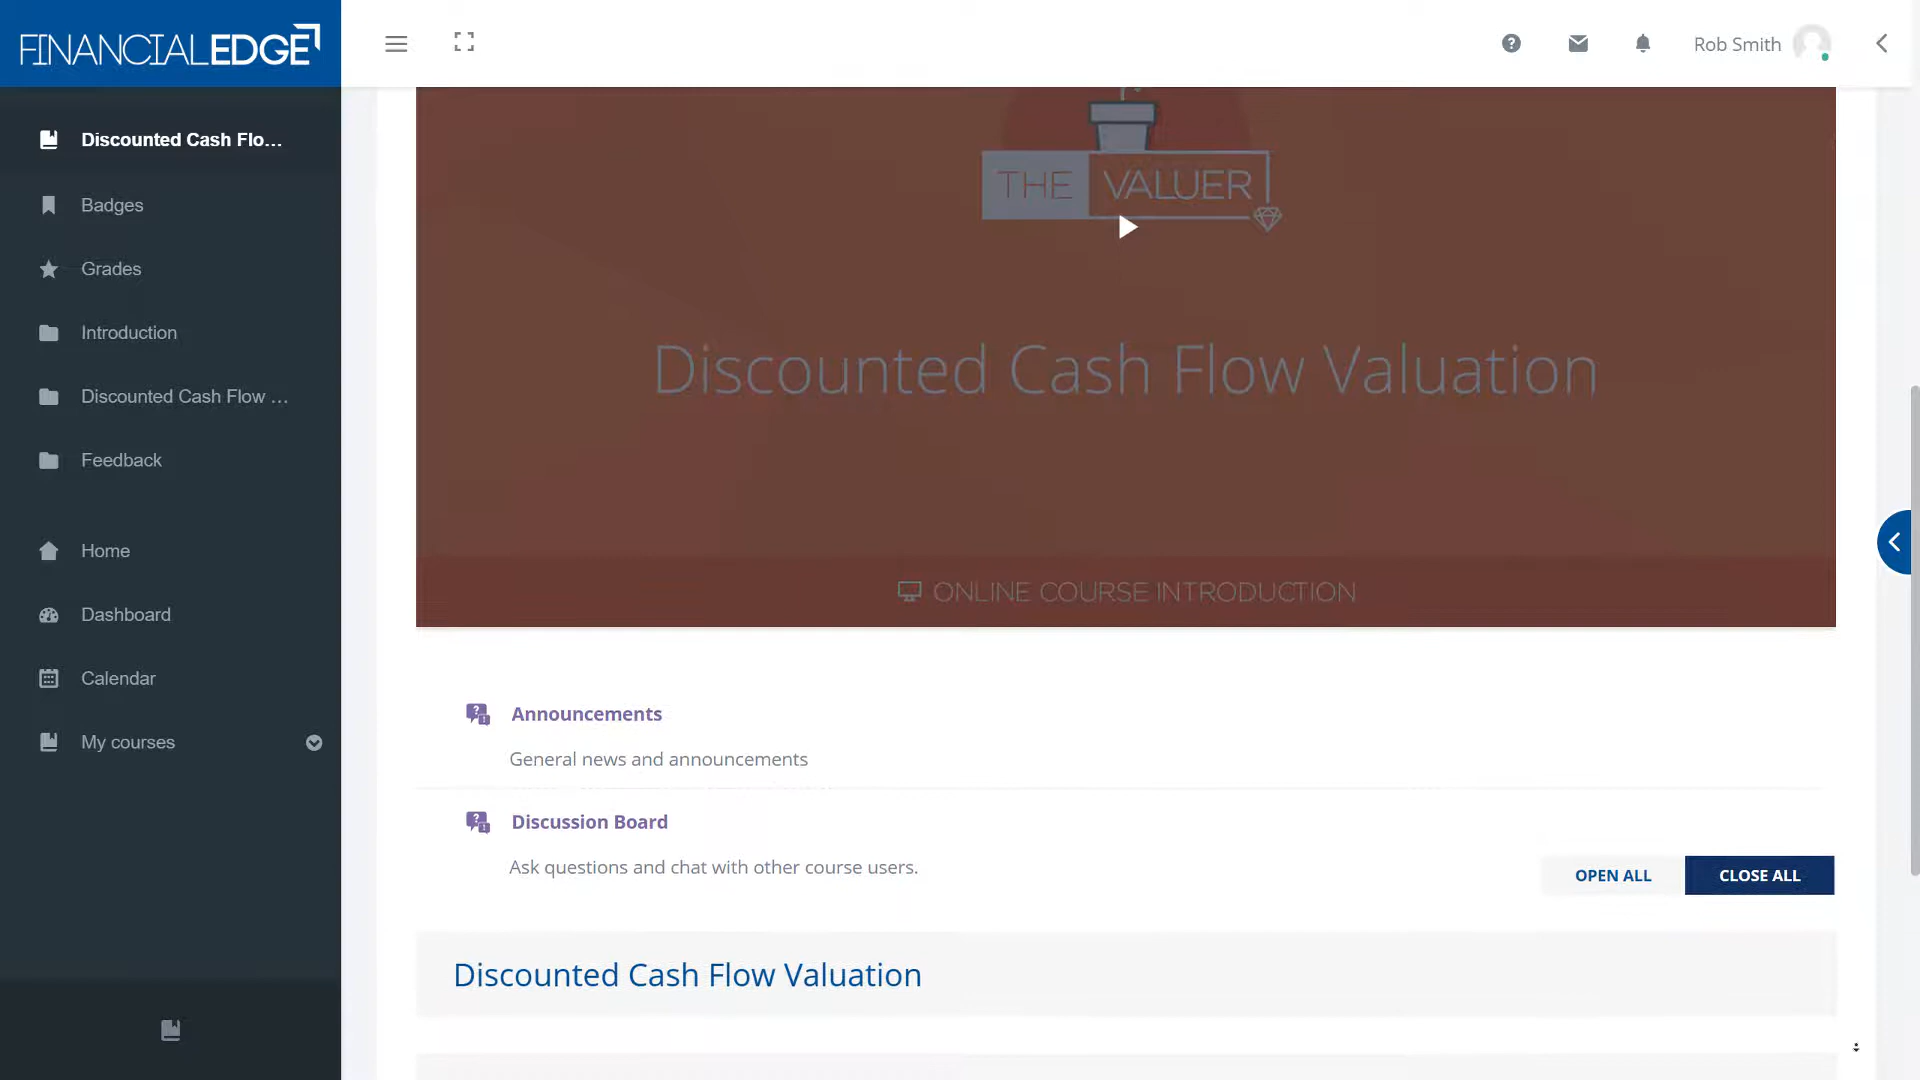 FINANCIALEDGE
Rob Smith
Discounted Cash Flo...
Badges
Grades
Introduction
Discounted Cash Flow ...
Feedback
Home
Dashboard
Calendar
My courses
THE VALUER
Discounted Cash Flow Valuation
ONLINE COURSE INTRODUCTION
Announcements
General news and announcements
Discussion Board
Ask questions and chat with other course users.
OPEN ALL
CLOSE ALL
Discounted Cash Flow Valuation